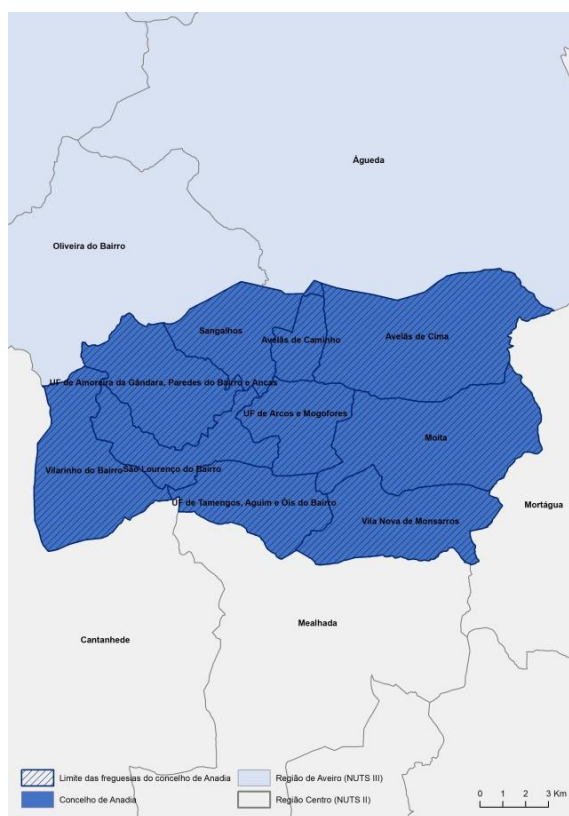 Águeda
Oliveira do Bairro
Sangalhos
Avelãs de Caminho
Avelãs de Cima
UF de Amoreira da Gândara, Paredes do Bairro e Ancas
UF de Arcos e Mogofores
Moita
Vilarinho do Bairro
São Lourenço do Bairro
UF de Tamengos, Aguim e Óis do Bairro
Mortágua
Vila Nova de Monsarros
Mealhada
Cantanhede
Limite das freguesias do concelho de Anadia
Região de Aveiro (NUTS III)
Concelho de Anadia
Região Centro (NUTS II)
0 1 2 3 Km